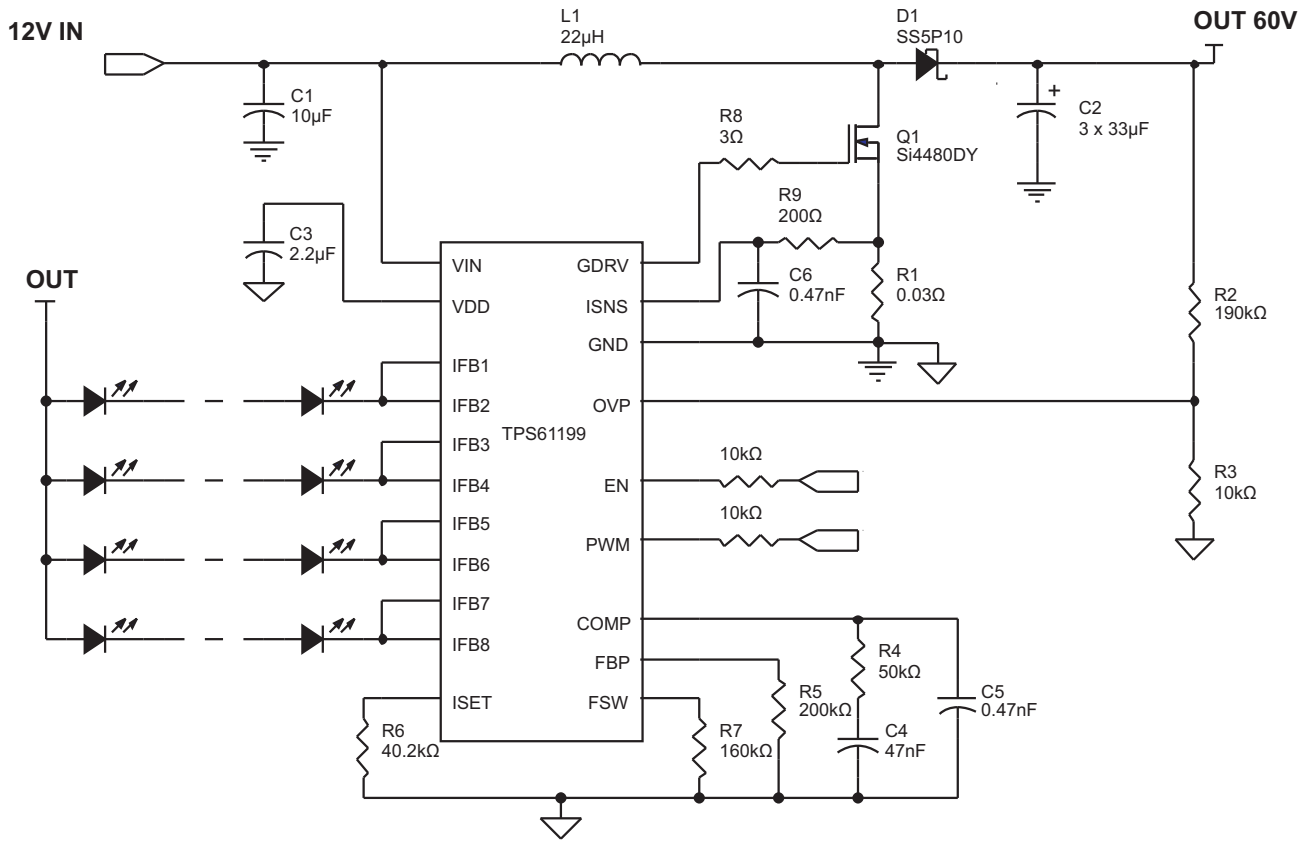 12V IN
L1
22µH
D1
SS5P10
OUT 60V
C1
10µF
R8
3Ω
Q1
Si4480DY
+
C2
3 x 33µF
C3
2.2µF
R9
200Ω
C6
0.47nF
R1
0.03Ω
R2
190kΩ
OUT
VIN
VDD
IFB1
IFB2
IFB3
IFB4
IFB5
IFB6
IFB7
IFB8
ISET
TPS61199
GDRV
ISNS
GND
OVP
EN
PWM
COMP
FBP
FSW
10kΩ
10kΩ
R3
10kΩ
R4
50kΩ
C5
0.47nF
R5
200kΩ
C4
47nF
R6
40.2kΩ
R7
160kΩ